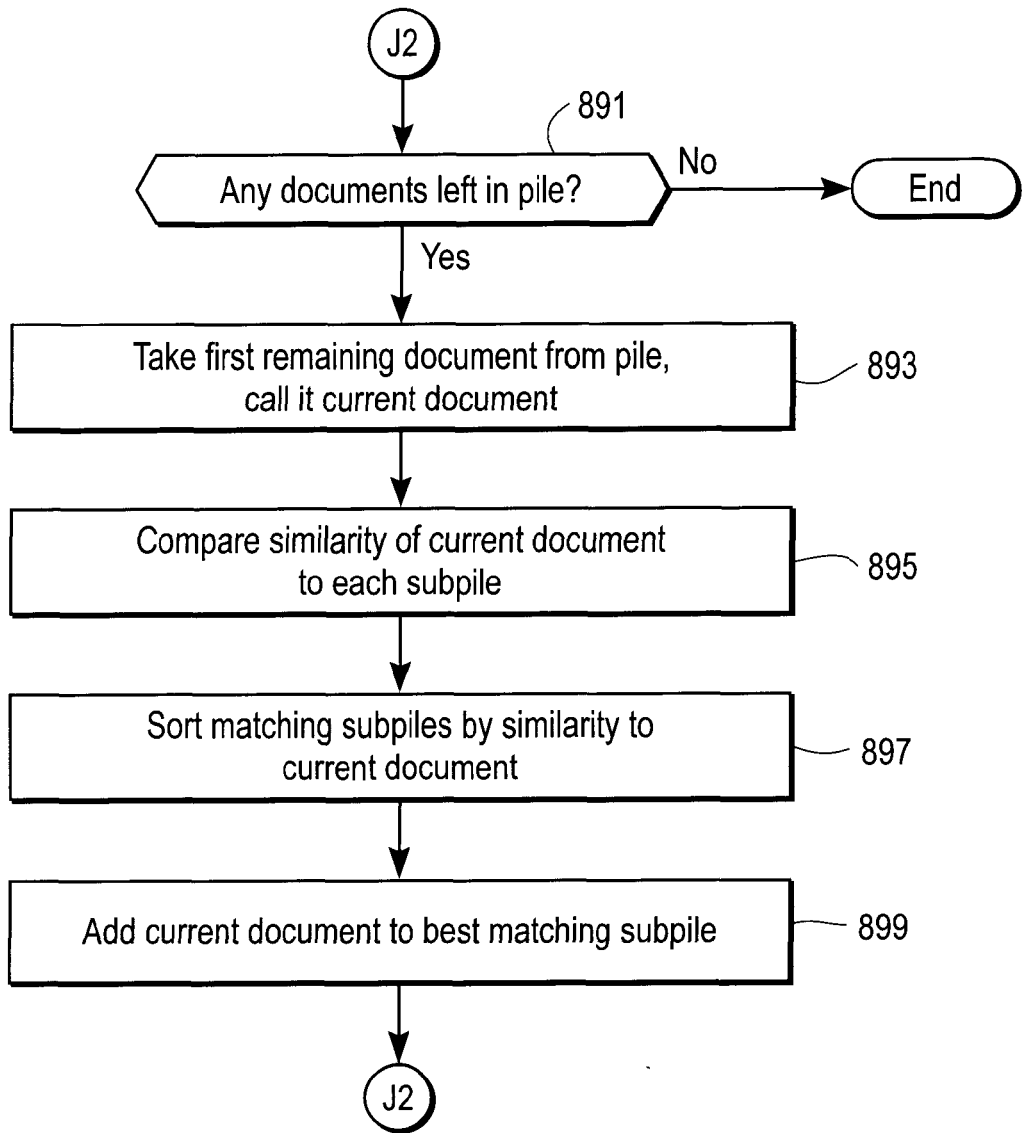 J2
891
Any documents left in pile?
No
End
Yes
Take first remaining document from pile,
call it current document
893
Compare similarity of current document
to each subpile
895
Sort matching subpiles by similarity to
current document
897
Add current document to best matching subpile
899
J2